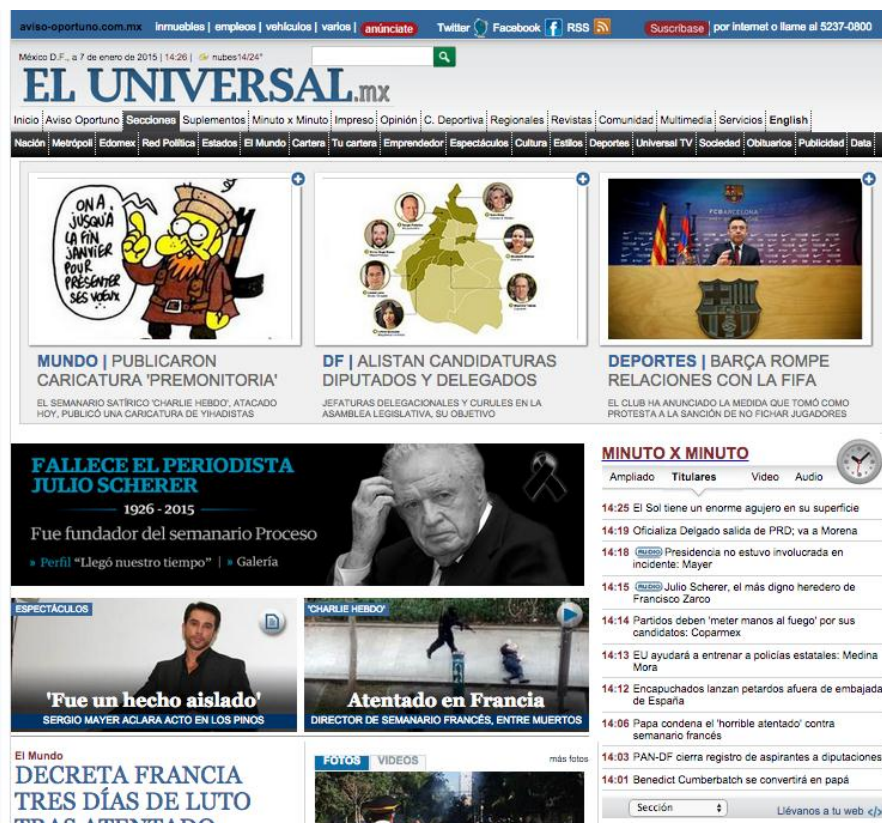 aviso-oportuno.com.mx inmuebles | empleos | vehículos | varios | anúnciate Twitter Facebook RSS Suscríbase por internet o llame al 5237-0800
México D.F., a 7 de enero de 2015 | 14:26 | nubes14/24°
EL UNIVERSAL.mx
Inicio Aviso Oportuno Secciones Suplementos Minuto x Minuto Impreso Opinión C. Deportiva Regionales Revistas Comunidad Multimedia Servicios English
Nación Metrópoli Edomex Red Política Estados El Mundo Cartera Tu cartera Emprendedor Espectáculos Cultura Estilos Deportes Universal TV Sociedad Obituarios Publicidad Data
ON A
JUSQU'À
LA FIN
JANVIER
POUR
PRÉSENTER
SES VOEUX
FCBARCELONA
MUNDO | PUBLICARON
CARICATURA 'PREMONITORIA'
EL SEMANARIO SATÍRICO 'CHARLIE HEBDO', ATACADO
HOY, PUBLICÓ UNA CARICATURA DE YIHADISTAS
DF | ALISTAN CANDIDATURAS
DIPUTADOS Y DELEGADOS
JEFATURAS DELEGACIONALES Y CURULES EN LA
ASAMBLEA LEGISLATIVA, SU OBJETIVO
DEPORTES | BARÇA ROMPE
RELACIONES CON LA FIFA
EL CLUB HA ANUNCIADO LA MEDIDA QUE TOMÓ COMO
PROTESTA A LA SANCIÓN DE NO FICHAR JUGADORES
FALLECE EL PERIODISTA
JULIO SCHERER
1926 - 2015
Fue fundador del semanario Proceso
» Perfil "Llegó nuestro tiempo" | » Galería
ESPECTÁCULOS
'Fue un hecho aislado'
SERGIO MAYER ACLARA ACTO EN LOS PINOS
'CHARLIE HEBDO'
Atentado en Francia
DIRECTOR DE SEMANARIO FRANCÉS, ENTRE MUERTOS
El Mundo
DECRETA FRANCIA
TRES DÍAS DE LUTO
TRAS ATENTADO
FOTOS VIDEOS más fotos
MINUTO X MINUTO
Ampliado Titulares Video Audio
14:25 El Sol tiene un enorme agujero en su superficie
14:19 Oficializa Delgado salida de PRD; va a Morena
14:18 AUDIO Presidencia no estuvo involucrada en
incidente: Mayer
14:15 AUDIO Julio Scherer, el más digno heredero de
Francisco Zarco
14:14 Partidos deben 'meter manos al fuego' por sus
candidatos: Coparmex
14:13 EU ayudará a entrenar a policías estatales: Medina
Mora
14:12 Encapuchados lanzan petardos afuera de embajada
de España
14:06 Papa condena el 'horrible atentado' contra
semanario francés
14:03 PAN-DF cierra registro de aspirantes a diputaciones
14:01 Benedict Cumberbatch se convertirá en papá
Sección Llévanos a tu web </>